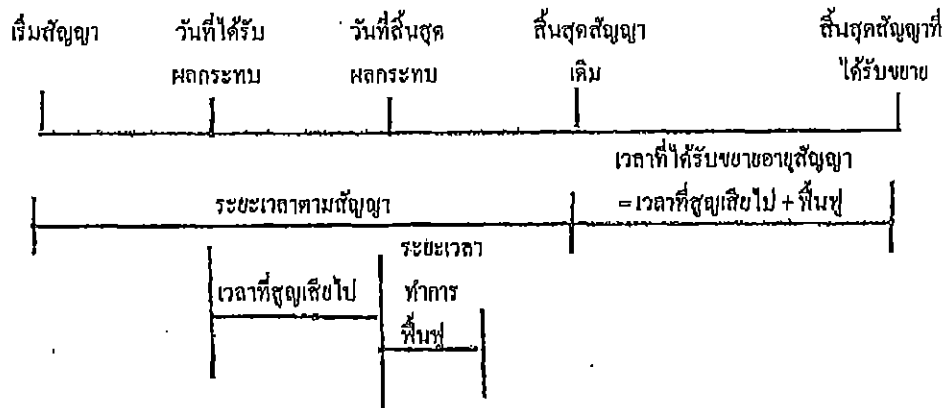 เริ่มสัญญา
วันที่ได้รับ
ผลกระทบ
วันที่สิ้นสุด
ผลกระทบ
สิ้นสุดสัญญา
เดิม
สิ้นสุดสัญญาที่
ได้รับขยาย
เวลาที่ได้รับขยายอายุสัญญา
=เวลาที่สูญเสียไป + ฟื้นฟู
ระยะเวลาตามสัญญา
เวลาที่สูญเสียไป
ระยะเวลา
ทำการ
ฟื้นฟู